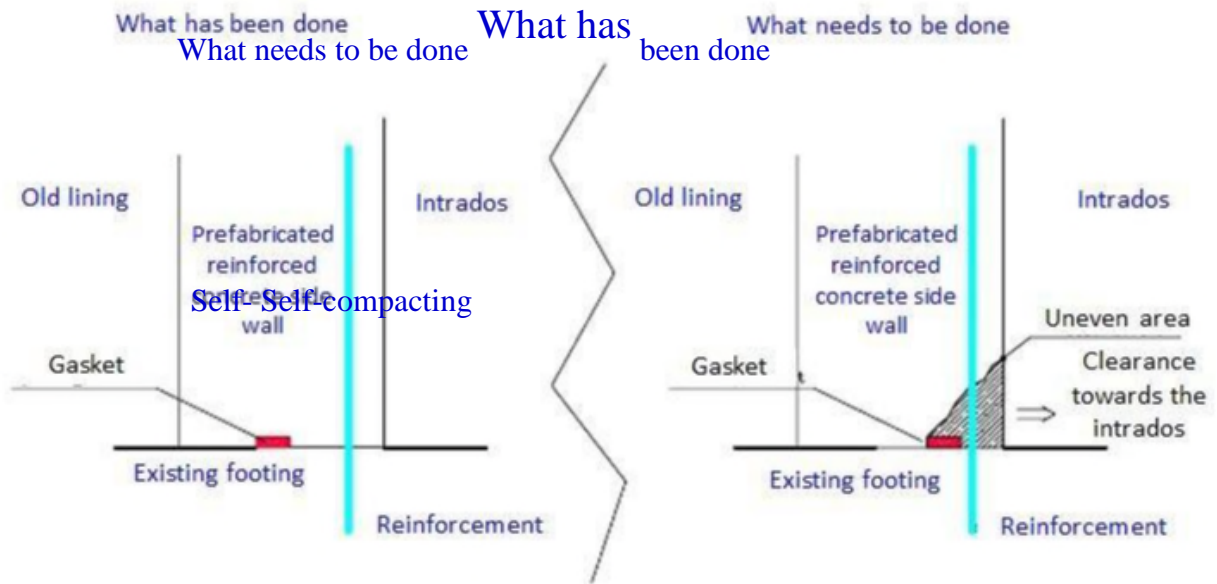 What has been done
What needs to be done
What has
been done
What needs to be done
Old lining
Prefabricated
reinforced
concrete side
wall
Self- Self-compacting
Intrados
Gasket
Existing footing
Reinforcement
Old lining
Prefabricated
reinforced
concrete side
wall
Intrados
Uneven area
Clearance
towards the
intrados
Gasket
Existing footing
Reinforcement